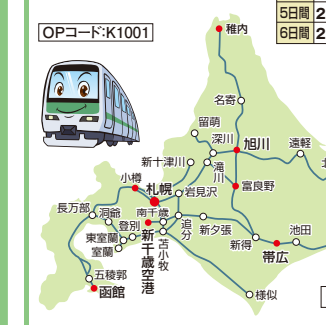 5日間 2
6日間 2
OPコード:K1001
稚内
名寄
留萌
深川
旭川
遠軽
新十津川
滝川
小樽
札幌
岩見沢
富良野
長万部
洞爺
南千歳
登別
追分
新夕張
東室蘭
新得
池田
室蘭
新千歳空港
苫小牧
帯広
五稜郭
函館
様似